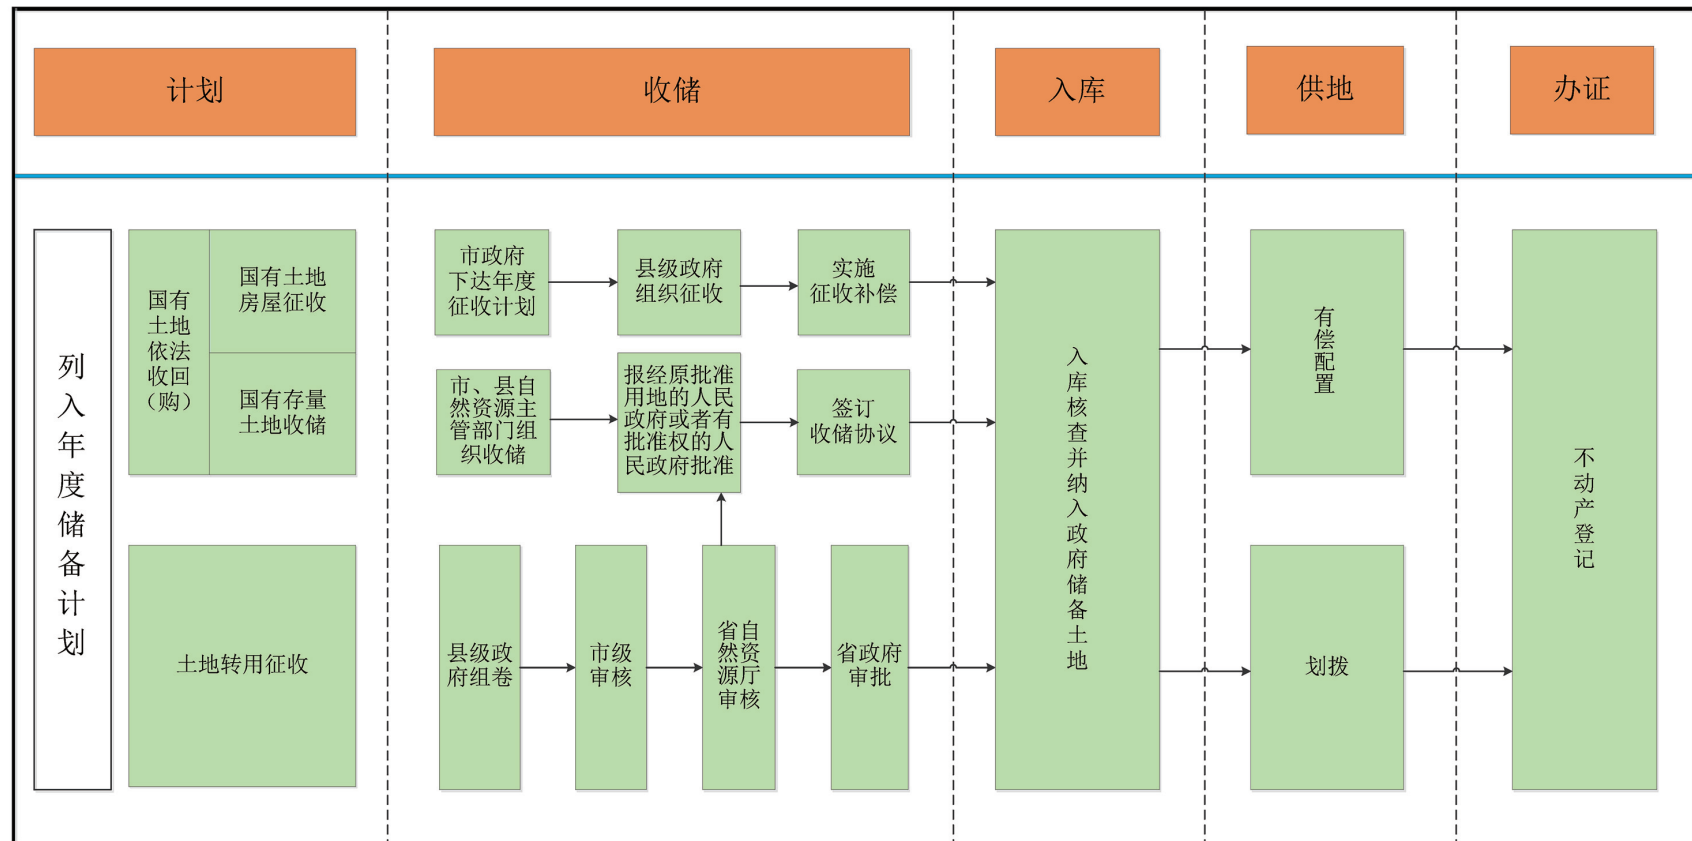 计划
收储
入库
供地
办证
列入年度储备计划
国有
土地
依法
收回
（购）
国有土地
房屋征收
国有存量
土地收储
土地转用征收
市政府
下达年度
征收计划
县级政府
组织征收
实施
征收补偿
市、县自
然资源主
管部门组
织收储
报经原批准
用地的人民
政府或者有
批准权的人
民政府批准
签订
收储协议
县级政
府组卷
市级
审核
省自
然资
源厅
审核
省政府
审批
入库核查并纳入政府储备土地
有偿配置
划拨
不动产登记